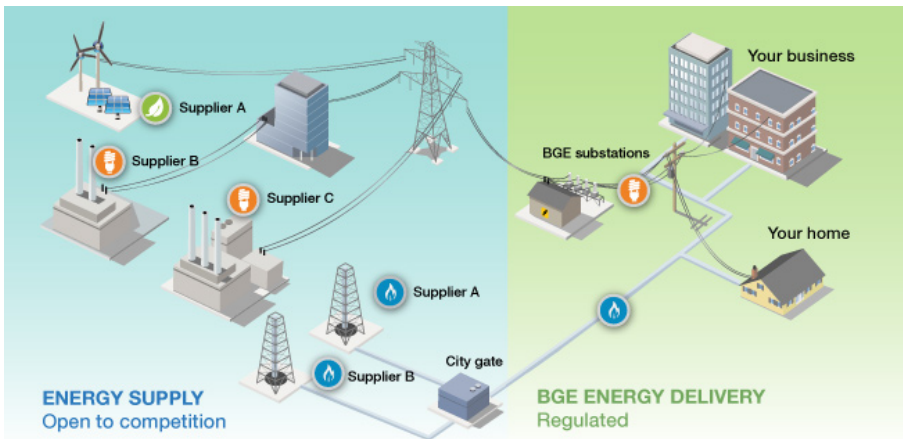 Supplier A
Supplier B
Supplier C
Your business
BGE substations
Your home
Supplier A
Supplier B
City gate
ENERGY SUPPLY
Open to competition
BGE ENERGY DELIVERY
Regulated